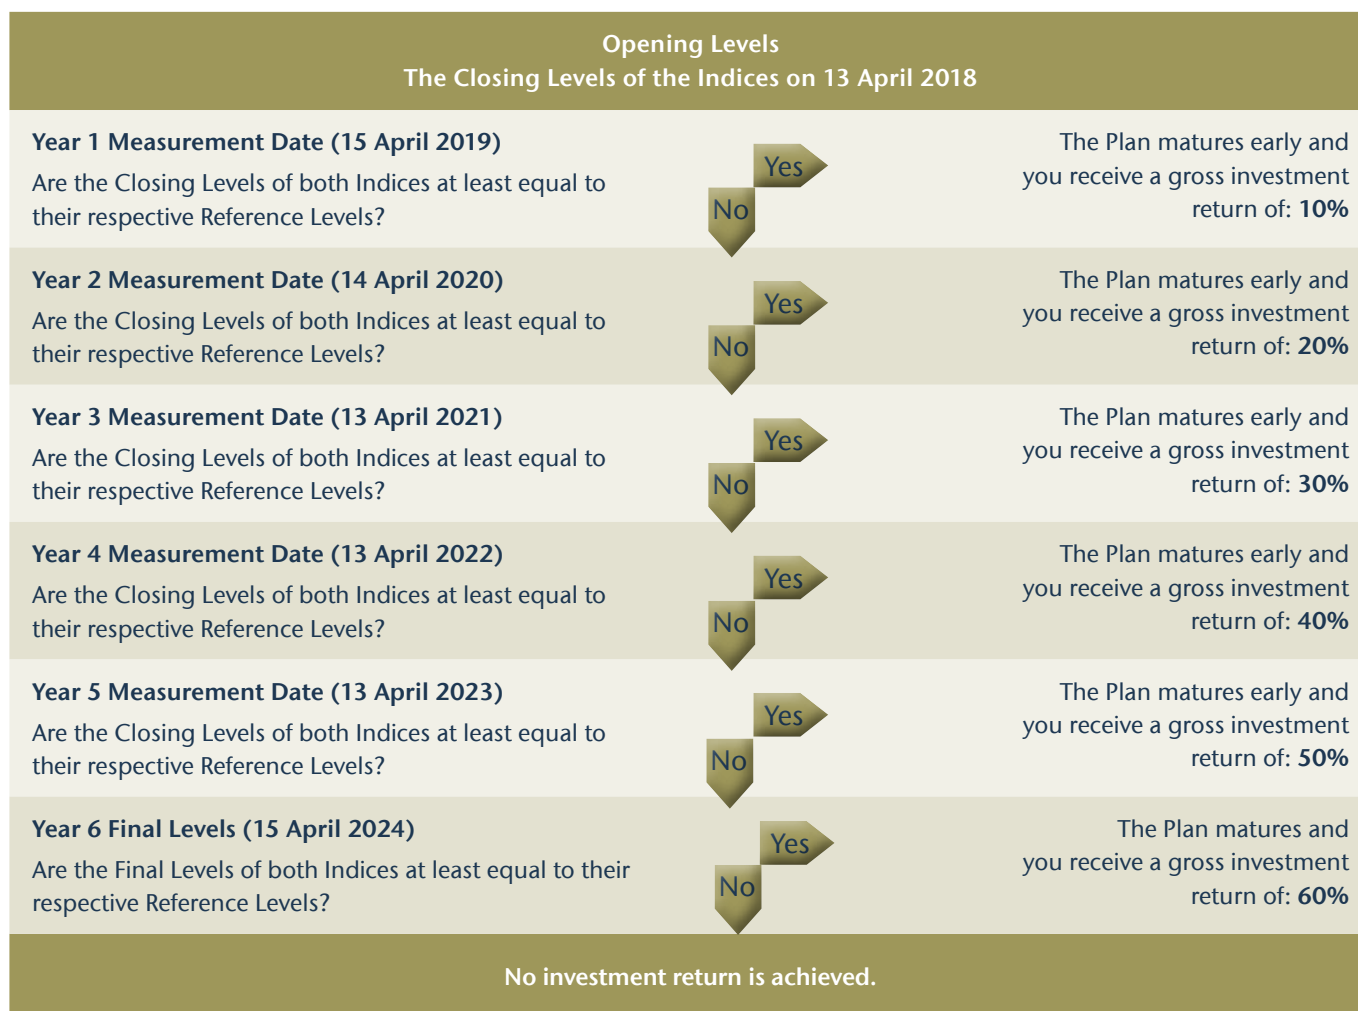 Opening Levels
The Closing Levels of the Indices on 13 April 2018
Year 1 Measurement Date (15 April 2019)
Are the Closing Levels of both Indices at least equal to
their respective Reference Levels?
Yes
No
The Plan matures early and
you receive a gross investment
return of: 10%
Year 2 Measurement Date (14 April 2020)
Are the Closing Levels of both Indices at least equal to
their respective Reference Levels?
Yes
No
The Plan matures early and
you receive a gross investment
return of: 20%
Year 3 Measurement Date (13 April 2021)
Are the Closing Levels of both Indices at least equal to
their respective Reference Levels?
Yes
No
The Plan matures early and
you receive a gross investment
return of: 30%
Year 4 Measurement Date (13 April 2022)
Are the Closing Levels of both Indices at least equal to
their respective Reference Levels?
Yes
No
The Plan matures early and
you receive a gross investment
return of: 40%
Year 5 Measurement Date (13 April 2023)
Are the Closing Levels of both Indices at least equal to
their respective Reference Levels?
Yes
No
The Plan matures early and
you receive a gross investment
return of: 50%
Year 6 Final Levels (15 April 2024)
Are the Final Levels of both Indices at least equal to their
respective Reference Levels?
Yes
No
The Plan matures and
you receive a gross investment
return of: 60%
No investment return is achieved.